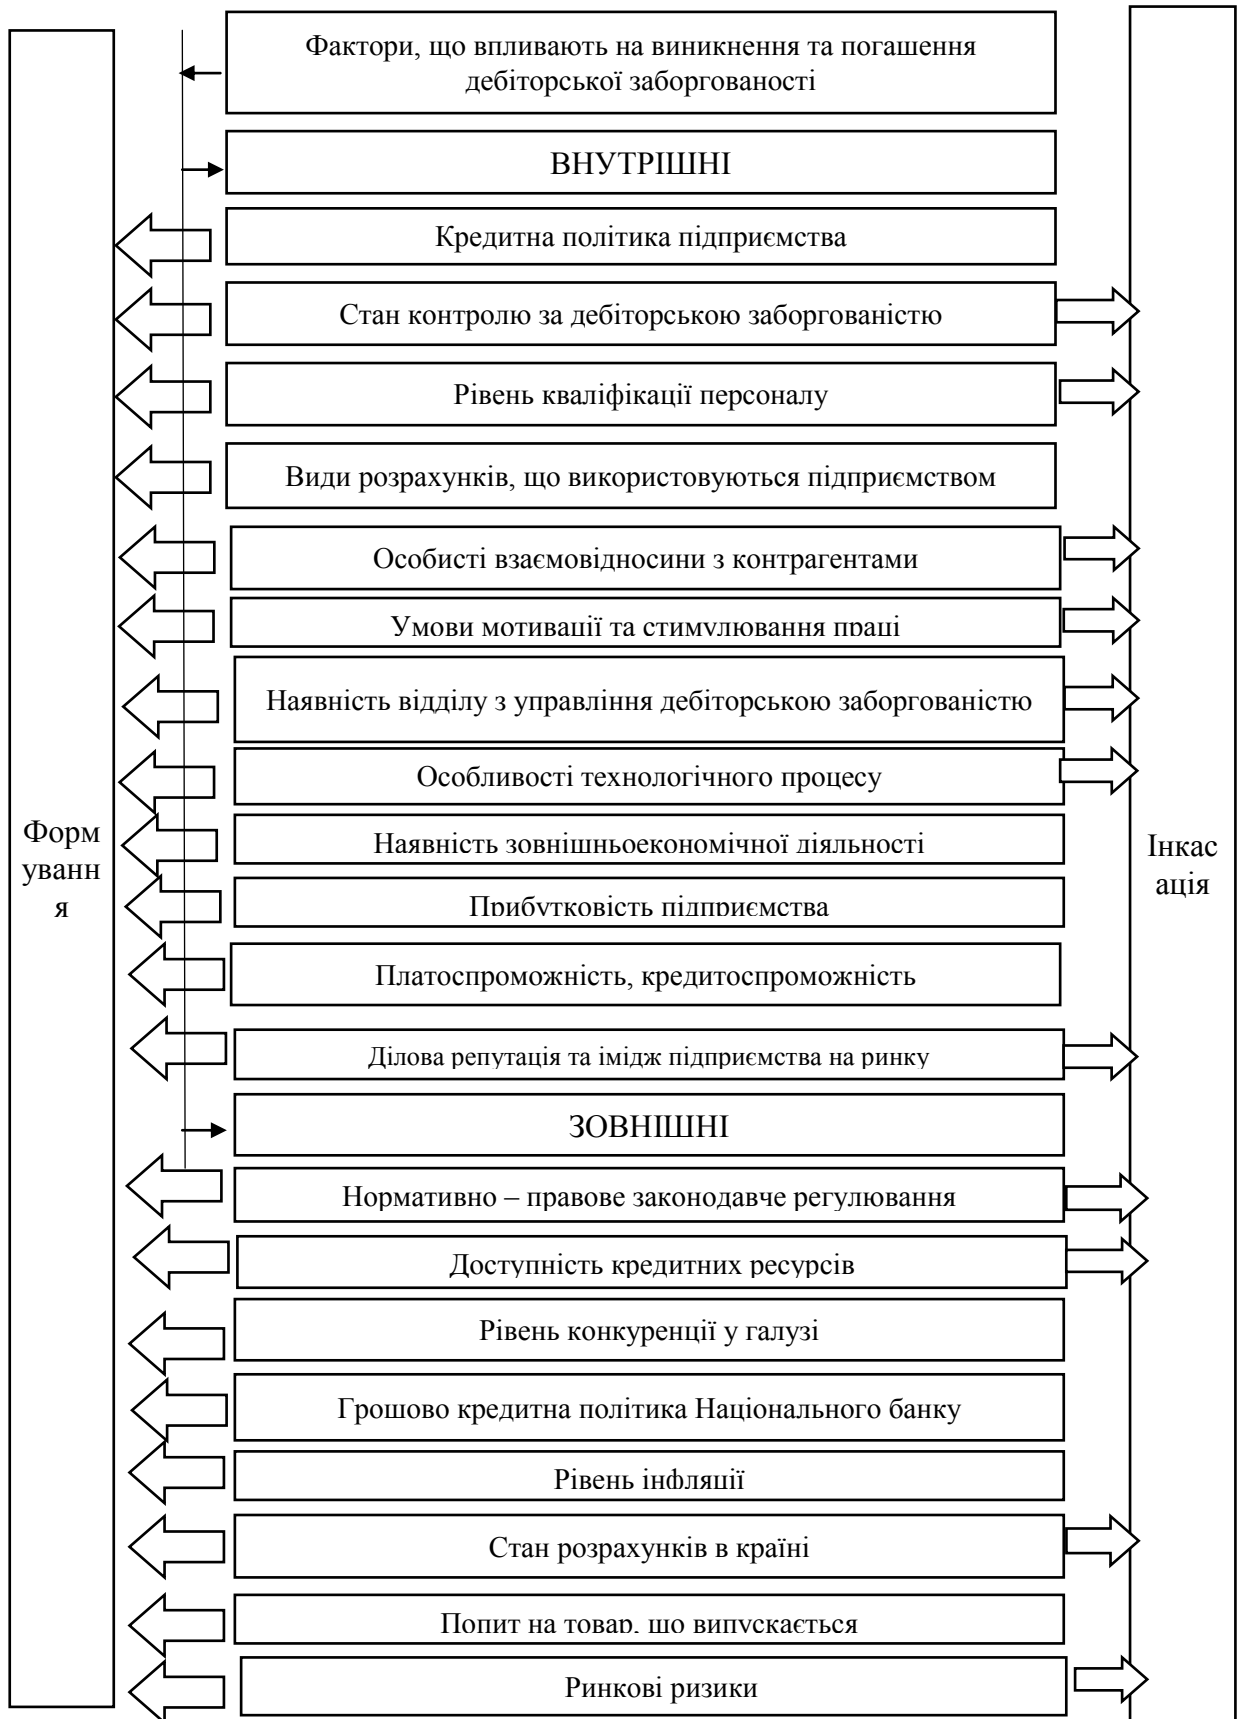 Фактори, що впливають на виникнення та погашення
дебіторської заборгованості
ВНУТРІШНІ
Кредитна політика підприємства
Стан контролю за дебіторською заборгованістю
Рівень кваліфікації персоналу
Види розрахунків, що використовуються підприємством
Особисті взаємовідносини з контрагентами
Умови мотивації та стимулювання праці
Наявність відділу з управління дебіторською заборгованістю
Особливості технологічного процесу
Форм
уванн
я
Наявність зовнішньоекономічної діяльності
Інкас
ація
Прибутковість підприємства
Платоспроможність, кредитоспроможність
Ділова репутація та імідж підприємства на ринку
ЗОВНІШНІ
Нормативно – правове законодавче регулювання
Доступність кредитних ресурсів
Рівень конкуренції у галузі
Грошово кредитна політика Національного банку
Рівень інфляції
Стан розрахунків в країні
Попит на товар, що випускається
Ринкові ризики